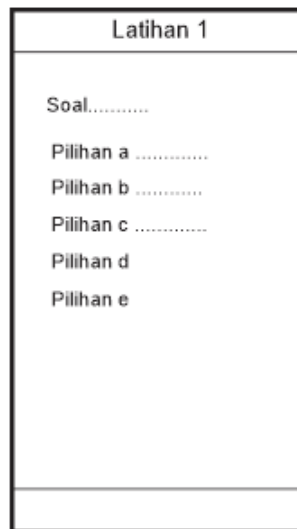 Latihan 1
Soal...........
Pilihan a .............
Pilihan b ............
Pilihan c .............
Pilihan d
Pilihan e